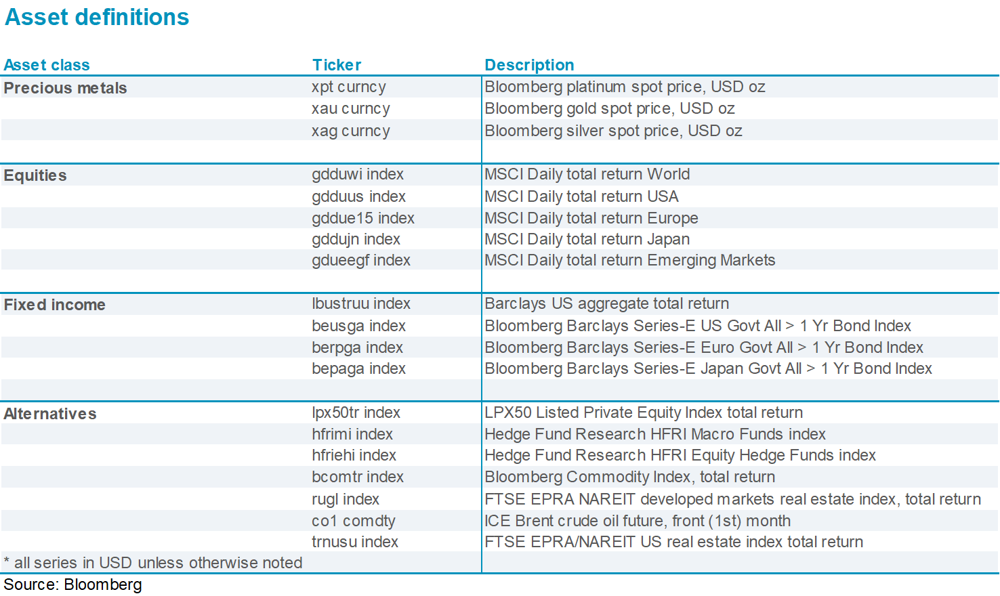 Asset definitions
Asset class Ticker Description
Precious metals xpt curncy Bloomberg platinum spot price, USD oz
xau curncy Bloomberg gold spot price, USD oz
xag curncy Bloomberg silver spot price, USD oz
Equities gdduwi index MSCI Daily total return World
gdduus index MSCI Daily total return USA
gddue15 index MSCI Daily total return Europe
gddujn index MSCI Daily total return Japan
gdueegf index MSCI Daily total return Emerging Markets
Fixed income lbustruu index Barclays US aggregate total return
beusga index Bloomberg Barclays Series-E US Govt All > 1 Yr Bond Index
berpga index Bloomberg Barclays Series-E Euro Govt All > 1 Yr Bond Index
bepaga index Bloomberg Barclays Series-E Japan Govt All > 1 Yr Bond Index
Alternatives lpx50tr index LPX50 Listed Private Equity Index total return
hfrimi index Hedge Fund Research HFRI Macro Funds index
hfriehi index Hedge Fund Research HFRI Equity Hedge Funds index
bcomtr index Bloomberg Commodity Index, total return
rugl index FTSE EPRA NAREIT developed markets real estate index, total return
co1 comdty ICE Brent crude oil future, front (1st) month
trnusu index FTSE EPRA/NAREIT US real estate index total return
* all series in USD unless otherwise noted
Source: Bloomberg